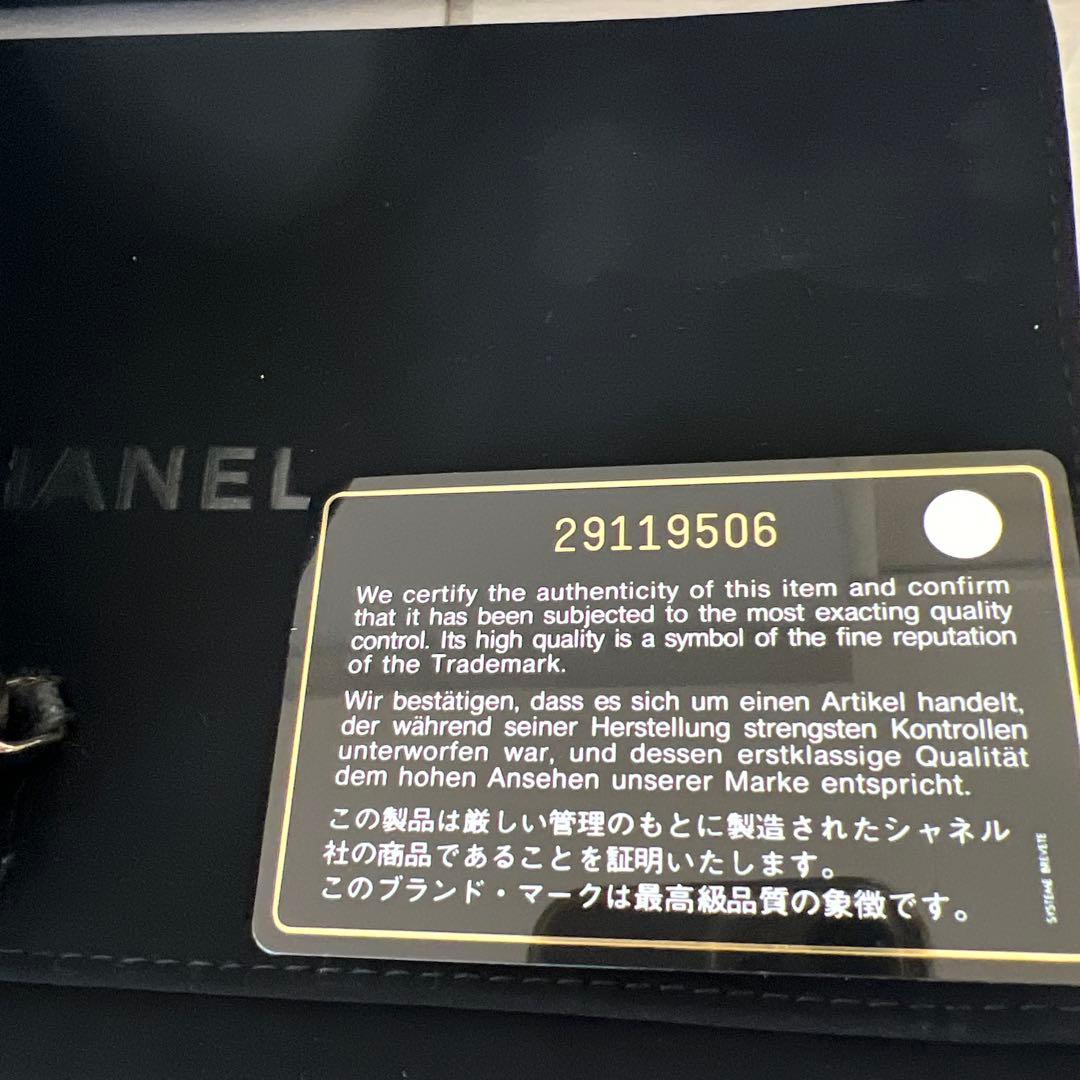 HANEL
29119506
We certify the authenticity of this item and confirm
that it has been subjected to the most exacting quality
control. Its high quality is a symbol of the fine reputation
of the Trademark.
Wir bestätigen, dass es sich um einen Artikel handelt,
der während seiner Herstellung strengsten Kontrollen
unterworfen war, und dessen erstklassige Qualität
dem hohen Ansehen unserer Marke entspricht.
この製品は厳しい管理のもとに製造されたシャネル
社の商品であることを証明いたします。
このブランド・マークは最高級品質の象徴です。
SYSTEME BREVETE